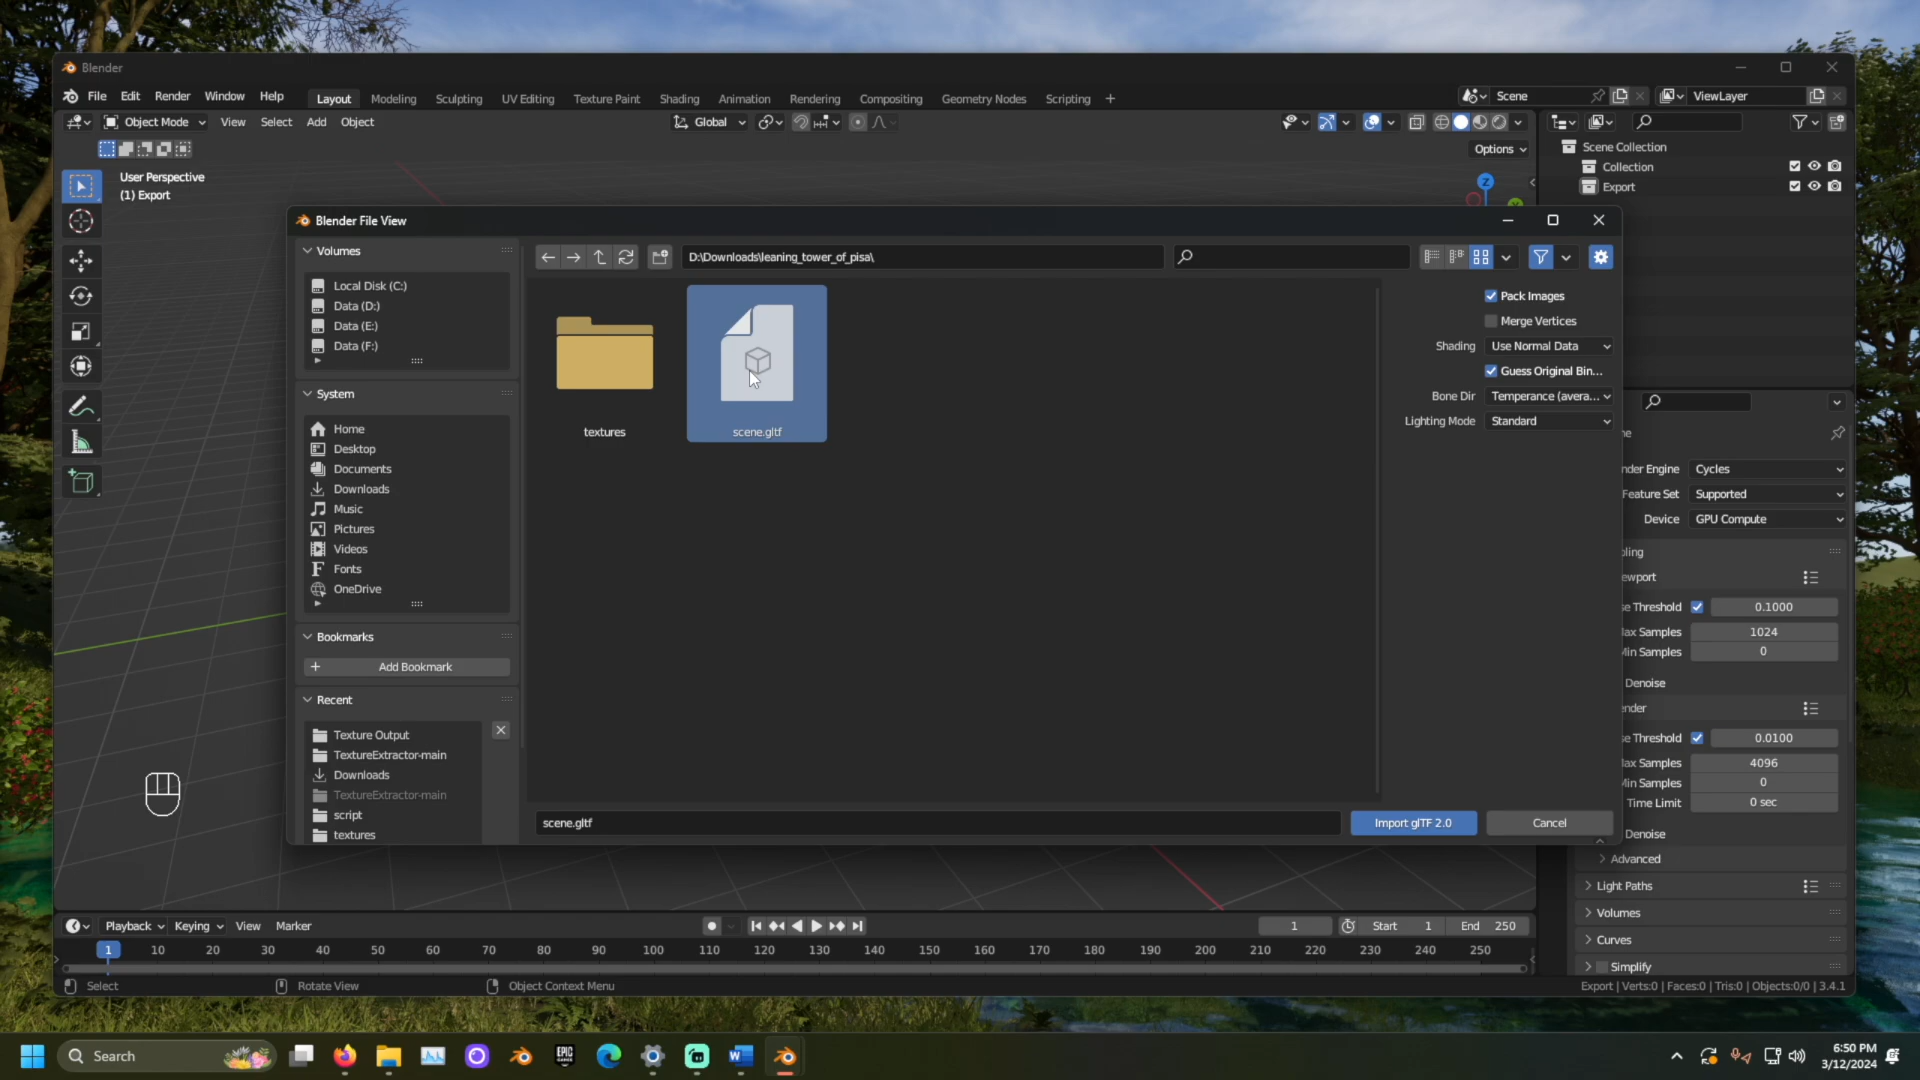 Blender
File Edit Render Window Help Layout Modeling Sculpting UV Editing Texture Paint Shading Animation Rendering Compositing Geometry Nodes Scripting + Scene ViewLayer
Object Mode View Select Add Object Global
Options
User Perspective
(1) Export
Z
Scene Collection
Collection
Export
Blender File View
Volumes
Local Disk (C:)
Data (D:)
Data (E:)
Data (F:)
System
Home
Desktop
Documents
Downloads
Music
Pictures
Videos
Fonts
OneDrive
Bookmarks
Add Bookmark
Recent
Texture Output
TextureExtractor-main
Downloads
TextureExtractor-main
script
textures
D:\Downloads\leaning_tower_of_pisa\
textures
scene.gltf
Pack Images
Merge Vertices
Shading Use Normal Data
Guess Original Bin...
Bone Dir Temperance (avera...
Lighting Mode Standard
scene.gltf
Import glTF 2.0
Cancel
nder Engine Cycles
Feature Set Supported
Device GPU Compute
Threshold 0.1000
Samples 1024
Samples 0
Denoise
Threshold 0.0100
Samples 4096
Samples 0
Time Limit 0 sec
Denoise
Advanced
Light Paths
Volumes
Curves
Simplify
Playback Keying View Marker
1 Start 1 End 250
1 10 20 30 40 50 60 70 80 90 100 110 120 130 140 150 160 170 180 190 200 210 220 230 240 250
Select Rotate View Object Context Menu
Export | Verts:0 | Faces:0 | Tris:0 | Objects:0/0 | 3.4.1
Search
EPIC GAMES
6:50 PM
3/12/2024